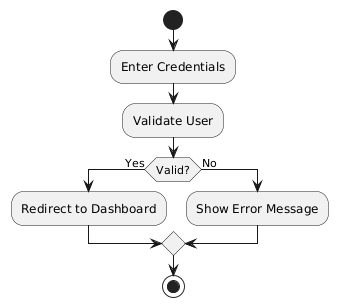 Enter Credentials
Validate User
Yes
Valid?
No
Redirect to Dashboard
Show Error Message